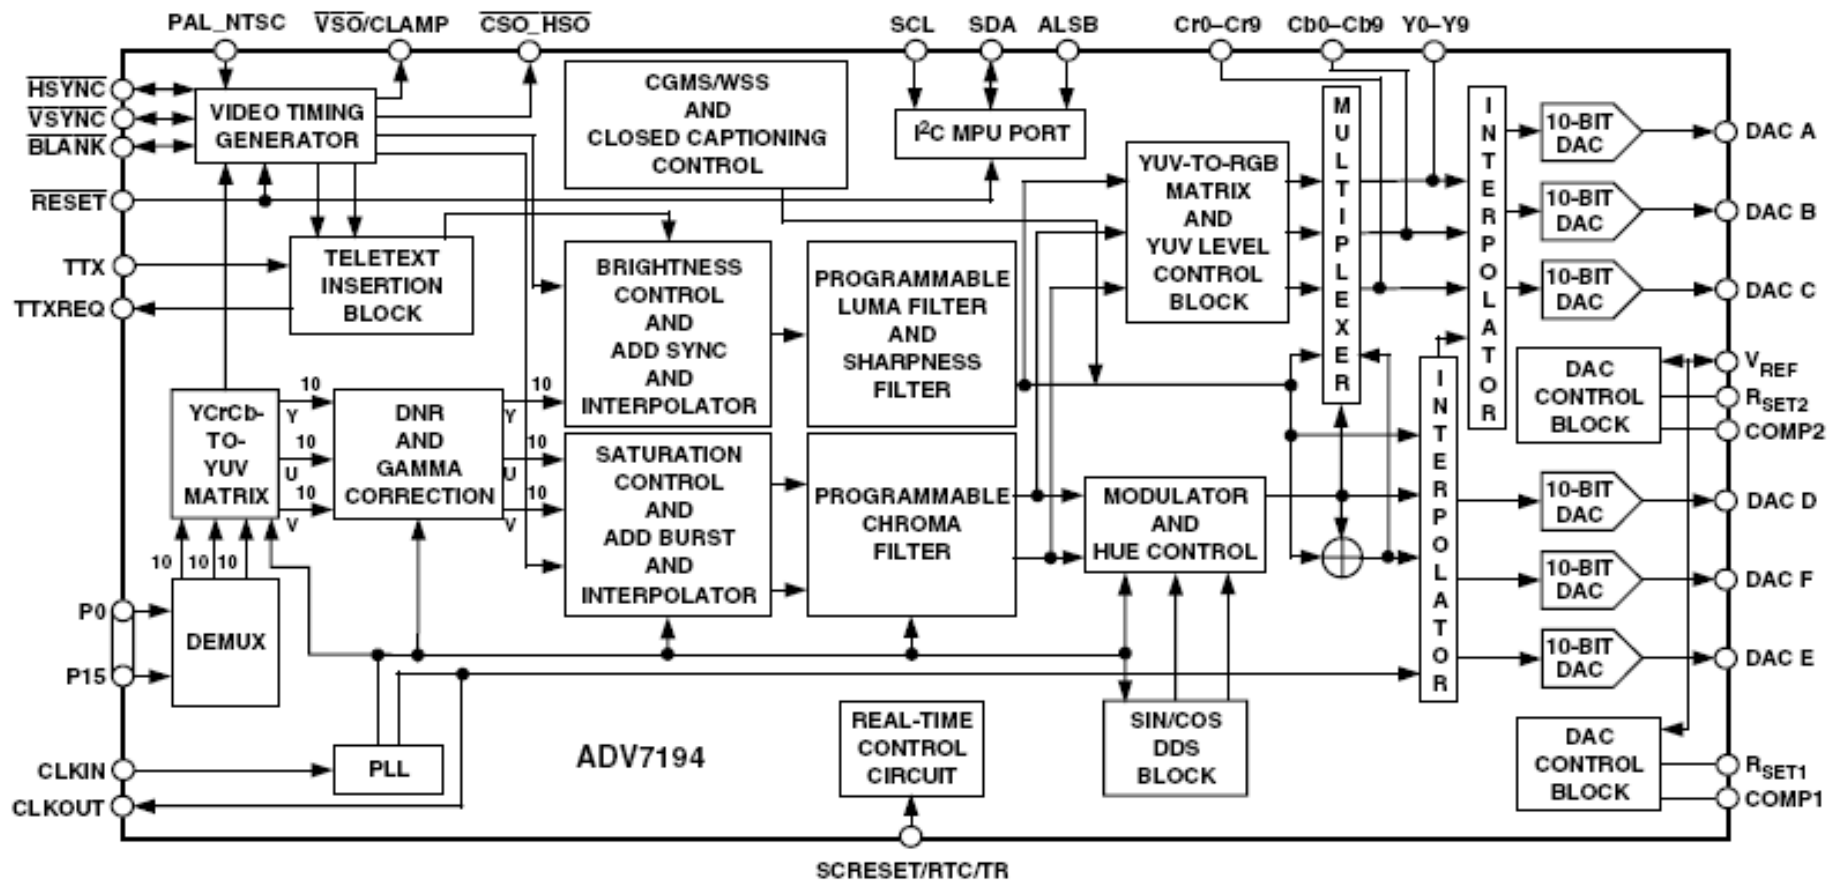 PAL_NTSC
VSO/CLAMP
CSO_HSO
SCL
SDA
ALSB
Cr0–Cr9
Cb0–Cb9
Y0–Y9
HSYNC
VSYNC
BLANK
RESET
TTX
TTXREQ
P0
P15
CLKIN
CLKOUT
VIDEO TIMING
GENERATOR
CGMS/WSS
AND
CLOSED CAPTIONING
CONTROL
I2C MPU PORT
TELETEXT
INSERTION
BLOCK
BRIGHTNESS
CONTROL
AND
ADD SYNC
AND
INTERPOLATOR
PROGRAMMABLE
LUMA FILTER
AND
SHARPNESS
FILTER
YUV-TO-RGB
MATRIX
AND
YUV LEVEL
CONTROL
BLOCK
MULTIPLEXER
INTERPOLATOR
10-BIT
DAC
DAC A
10-BIT
DAC
DAC B
10-BIT
DAC
DAC C
DAC
CONTROL
BLOCK
VREF
RSET2
COMP2
YCrCb-
TO-
YUV
MATRIX
10
Y
10
U
10
V
DNR
AND
GAMMA
CORRECTION
10
Y
10
U
10
V
SATURATION
CONTROL
AND
ADD BURST
AND
INTERPOLATOR
PROGRAMMABLE
CHROMA
FILTER
MODULATOR
AND
HUE CONTROL
INTERPOLATOR
10-BIT
DAC
DAC D
10-BIT
DAC
DAC F
10-BIT
DAC
DAC E
10 10 10
DEMUX
PLL
ADV7194
REAL-TIME
CONTROL
CIRCUIT
SIN/COS
DDS
BLOCK
DAC
CONTROL
BLOCK
RSET1
COMP1
SCRESET/RTC/TR